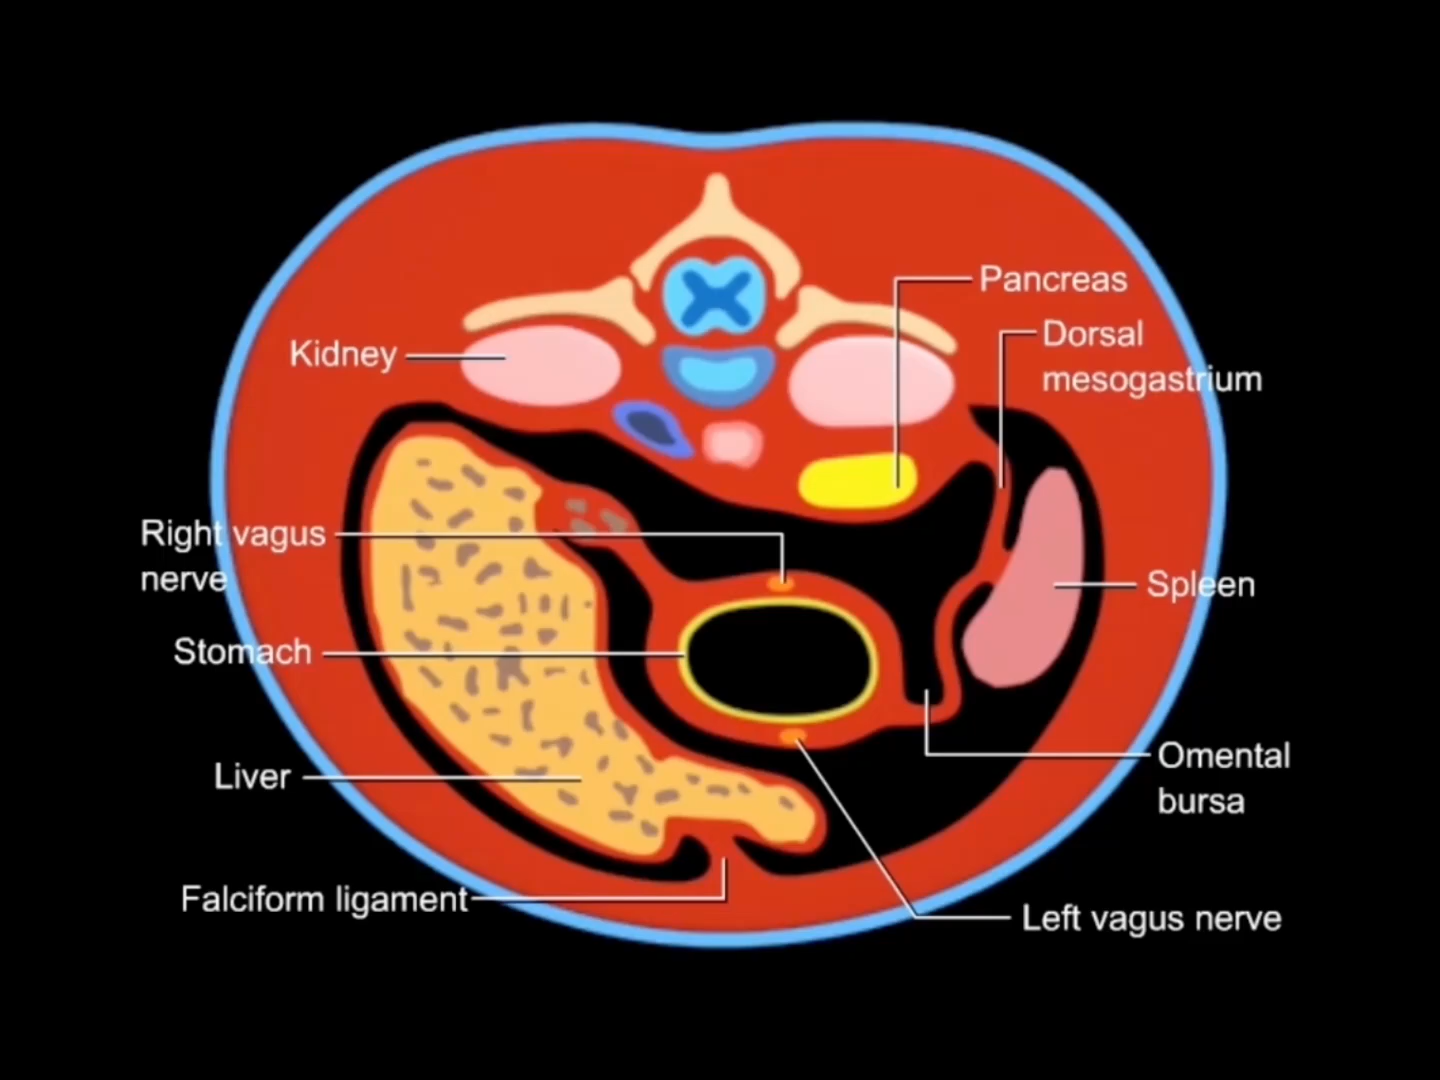 Pancreas
Dorsal
mesogastrium
Kidney
Right vagus
nerve
Spleen
Stomach
Omental
bursa
Liver
Falciform ligament
Left vagus nerve